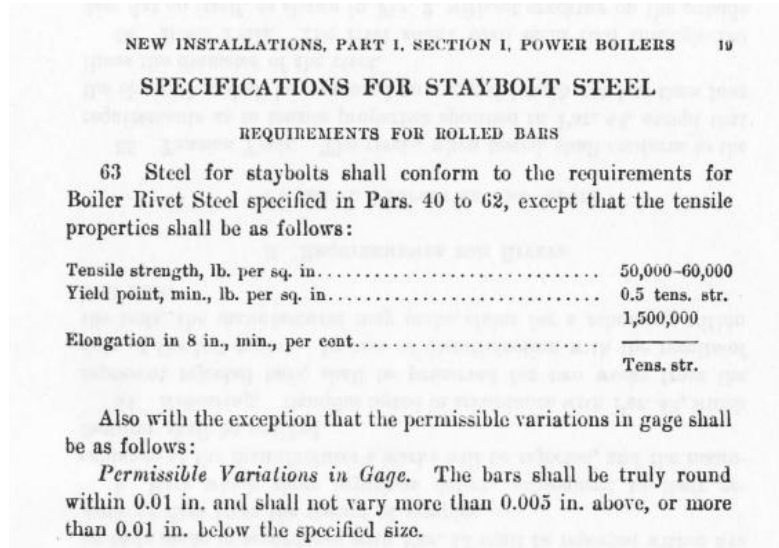 NEW INSTALLATIONS, PART I, SECTION I, POWER BOILERS 19
SPECIFICATIONS FOR STAYBOLT STEEL
REQUIREMENTS FOR ROLLED BARS
63 Steel for staybolts shall conform to the requirements for
Boiler Rivet Steel specified in Pars. 40 to 62, except that the tensile
properties shall be as follows:
Tensile strength, lb. per sq. in. 50,000–60,000
Yield point, min., lb. per sq. in. 0.5 tens. str.
1,500,000
Elongation in 8 in., min., per cent.
Tens. str.
Also with the exception that the permissible variations in gage shall
be as follows:
Permissible Variations in Gage. The bars shall be truly round
within 0.01 in. and shall not vary more than 0.005 in. above, or more
than 0.01 in. below the specified size.